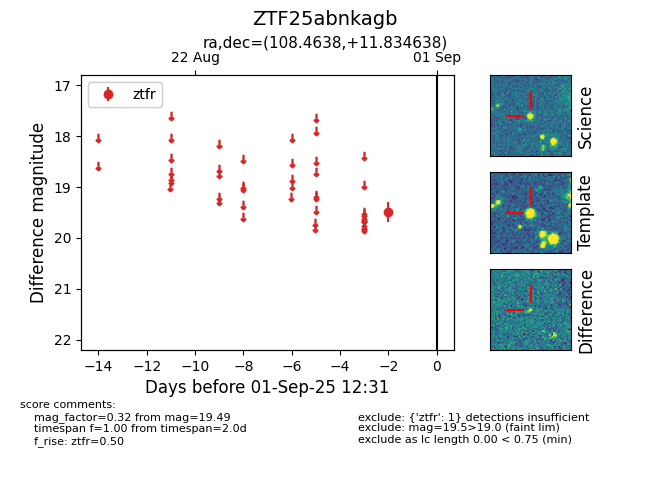 ZTF25abnkagb
ra,dec=(108.4638,+11.834638)
22 Aug
01 Sep
ztfr
17
18
19
20
21
22
Difference magnitude
−14
−12
−10
−8
−6
−4
−2
0
Days before 01-Sep-25 12:31
Science
Template
Difference
score comments:
mag_factor=0.32 from mag=19.49
timespan f=1.00 from timespan=2.0d
f_rise: ztfr=0.50
exclude: {'ztfr': 1} detections insufficient
exclude: mag=19.5>19.0 (faint lim)
exclude as lc length 0.00 < 0.75 (min)